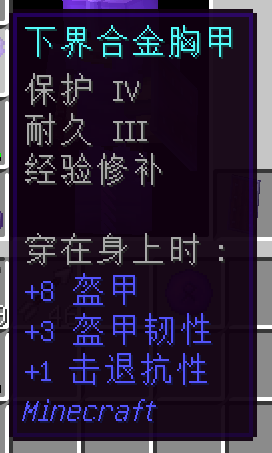 下界合金胸甲
保护 IV
耐久 III
经验修补
穿在身上时：
+8 盔甲
+3 盔甲韧性
+1 击退抗性
Minecraft